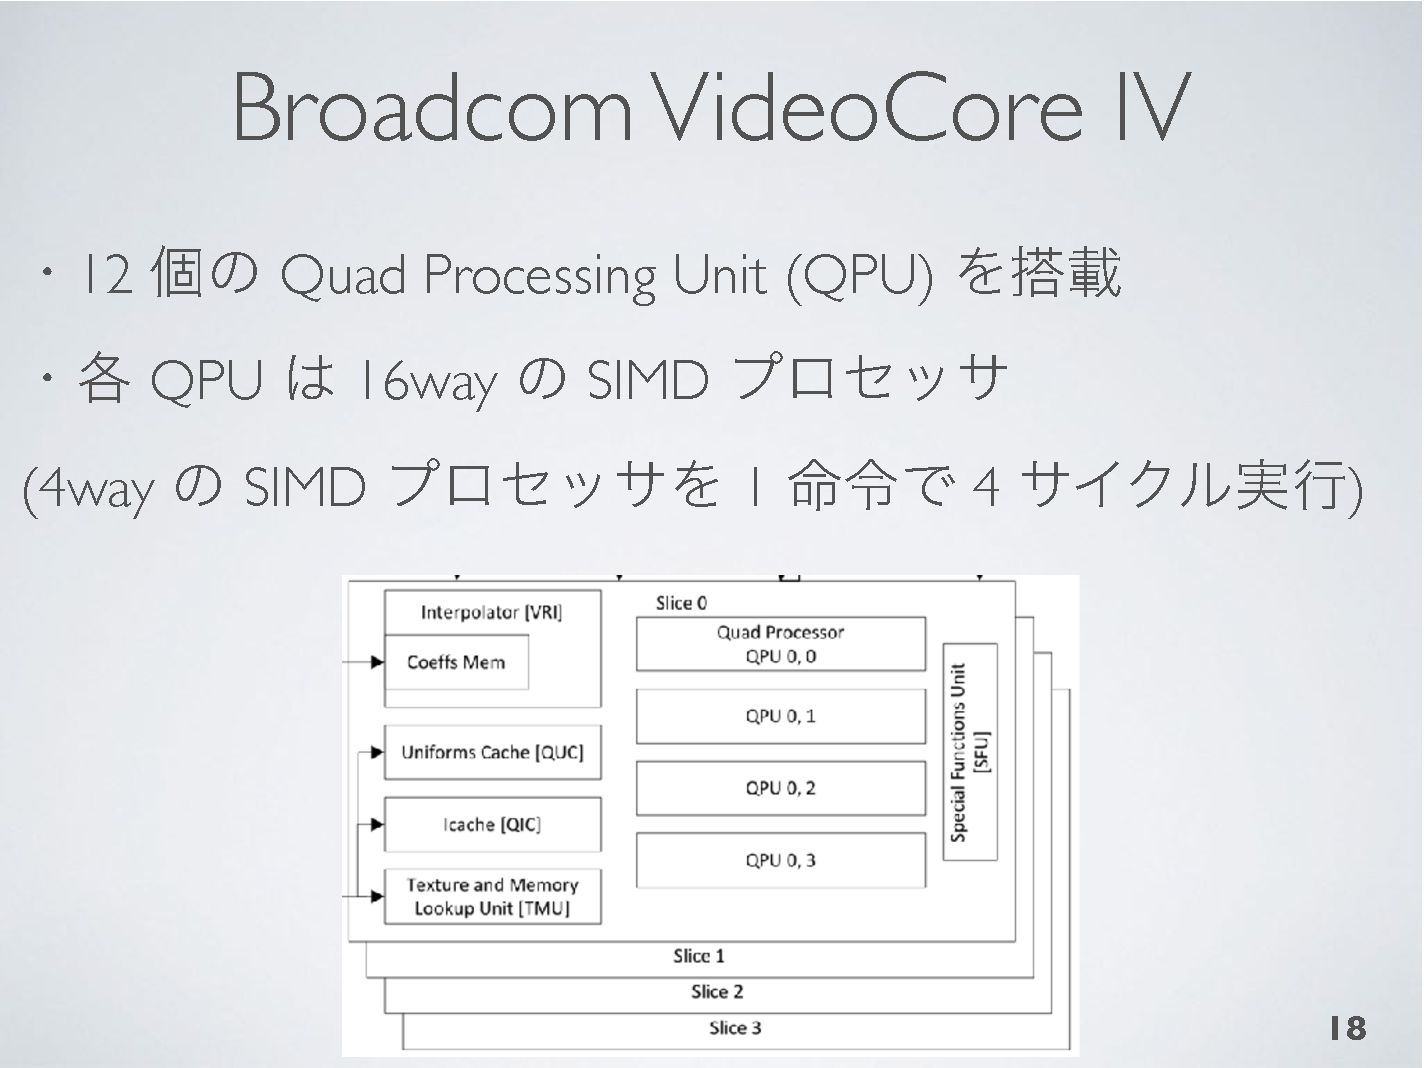 Broadcom VideoCore IV
・12 個の Quad Processing Unit (QPU) を搭載
・各 QPU は 16way の SIMD プロセッサ
(4way の SIMD プロセッサを 1 命令で 4 サイクル実行)
Interpolator [VRI]
Coeffs Mem
Uniforms Cache [QUC]
Icache [QIC]
Texture and Memory
Lookup Unit [TMU]
Slice 0
Quad Processor
QPU 0, 0
QPU 0, 1
QPU 0, 2
QPU 0, 3
Special Functions Unit
[SFU]
Slice 1
Slice 2
Slice 3
18